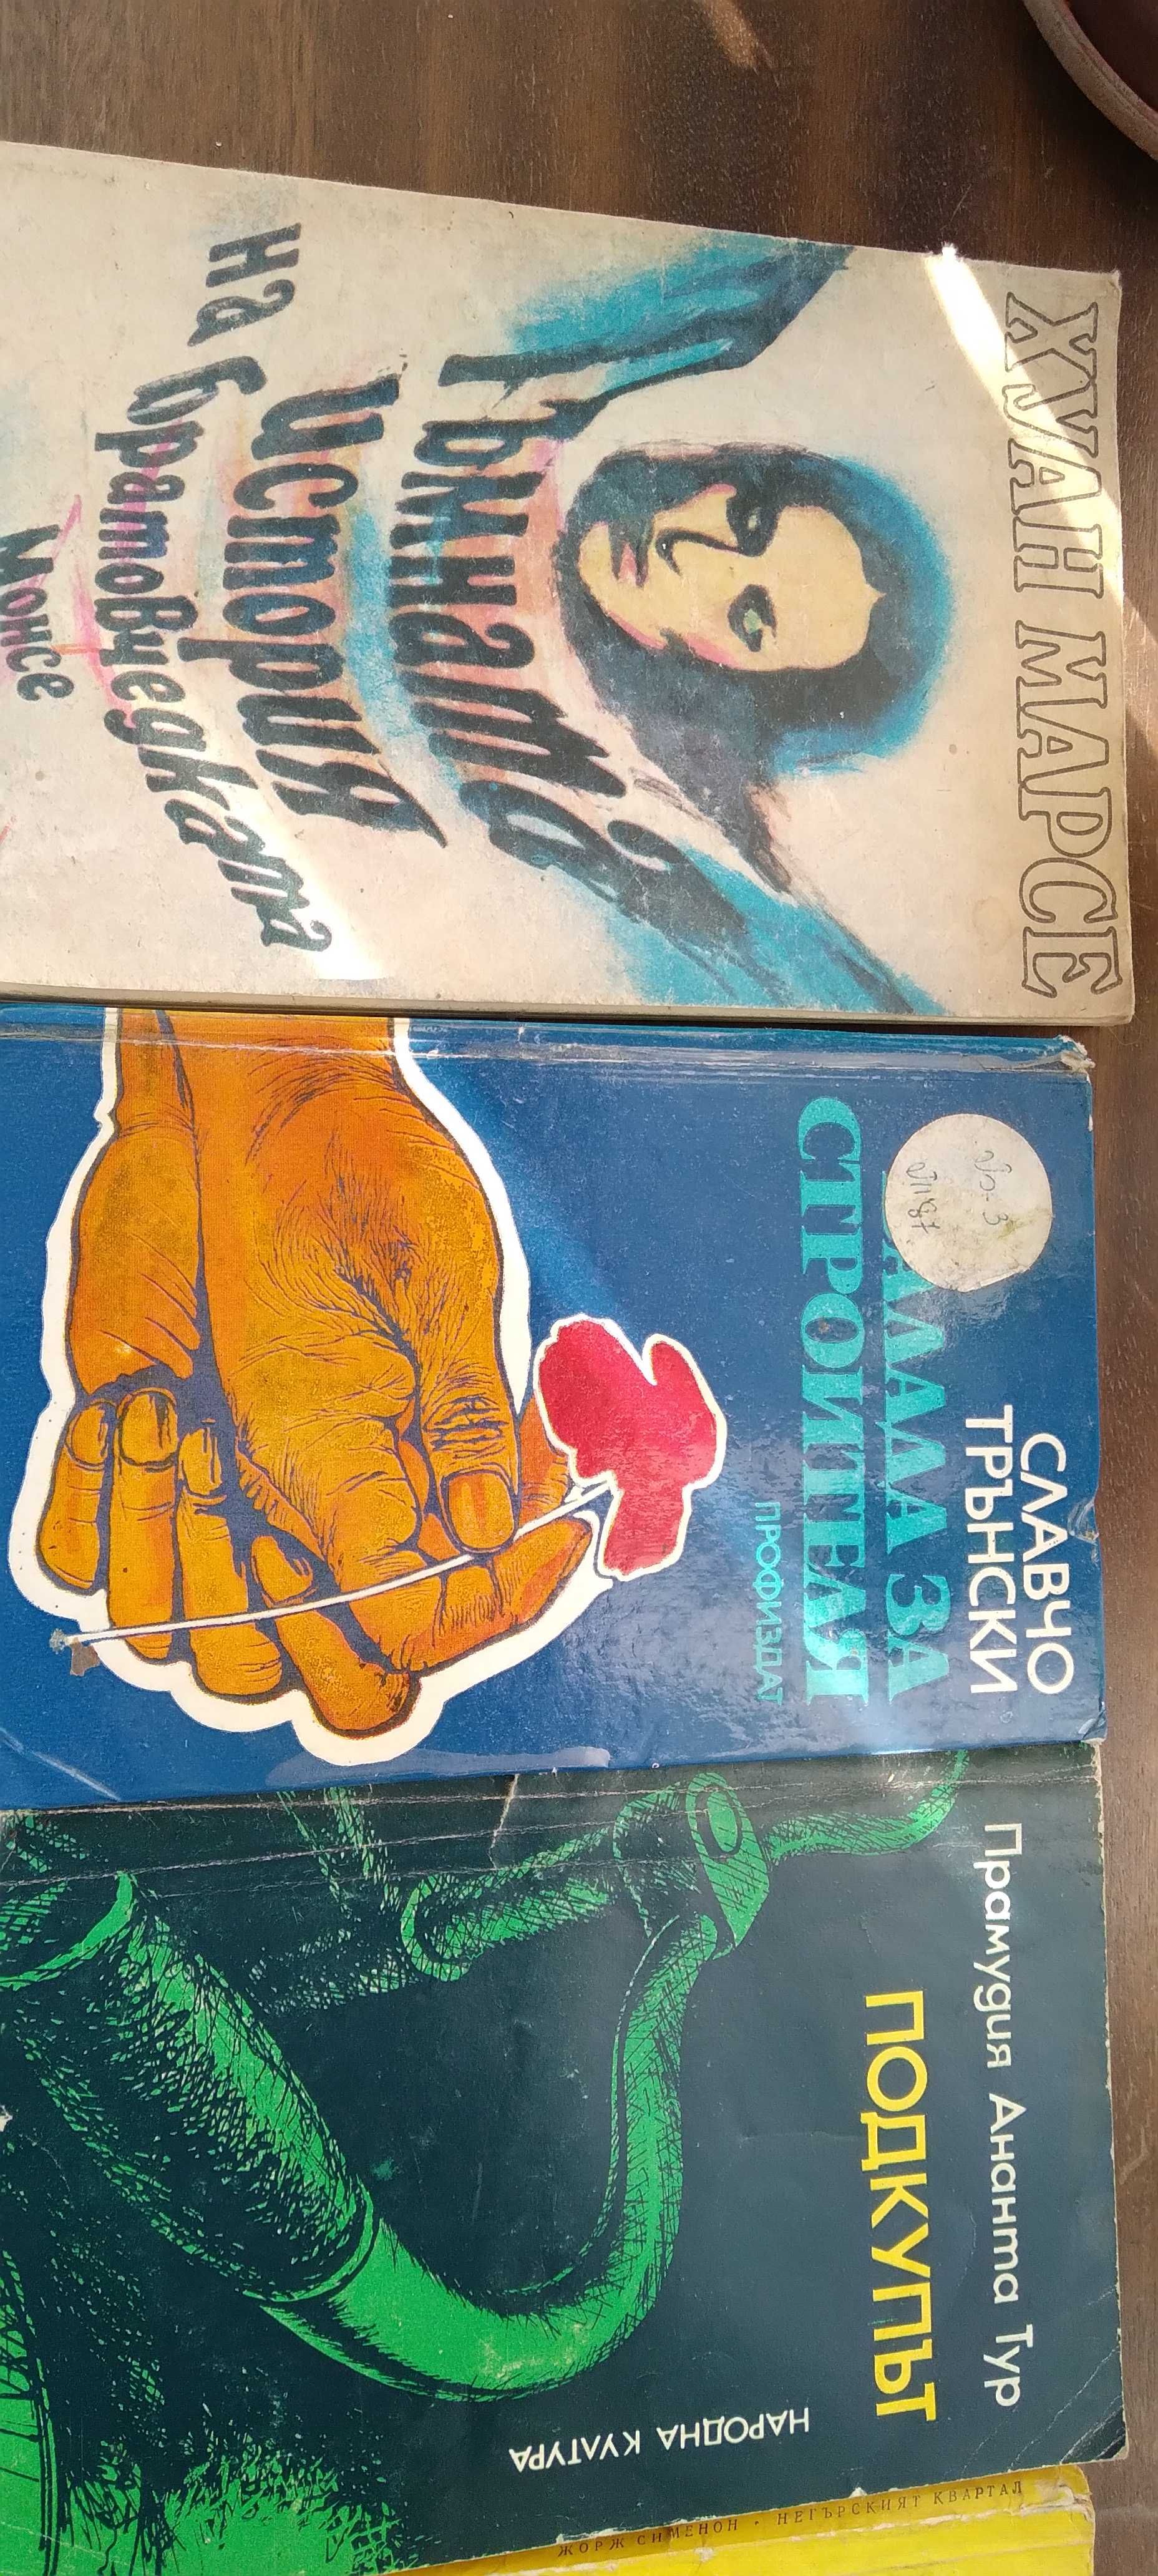 ХУАН МАРСЕ
Тъмната
история
на братовчедката
Монсе
СЛАВЧО
ТРЪНСКИ
ЗА
СТРОИТЕЛЯ
ПРОФИЗДАТ
Прамудия Ананта Тур
ПОДКУПЪТ
НАРОДНА КУЛТУРА
ЖОРЖ СИМЕНОН · НЕГЪРСКИЯТ КВАРТАЛ